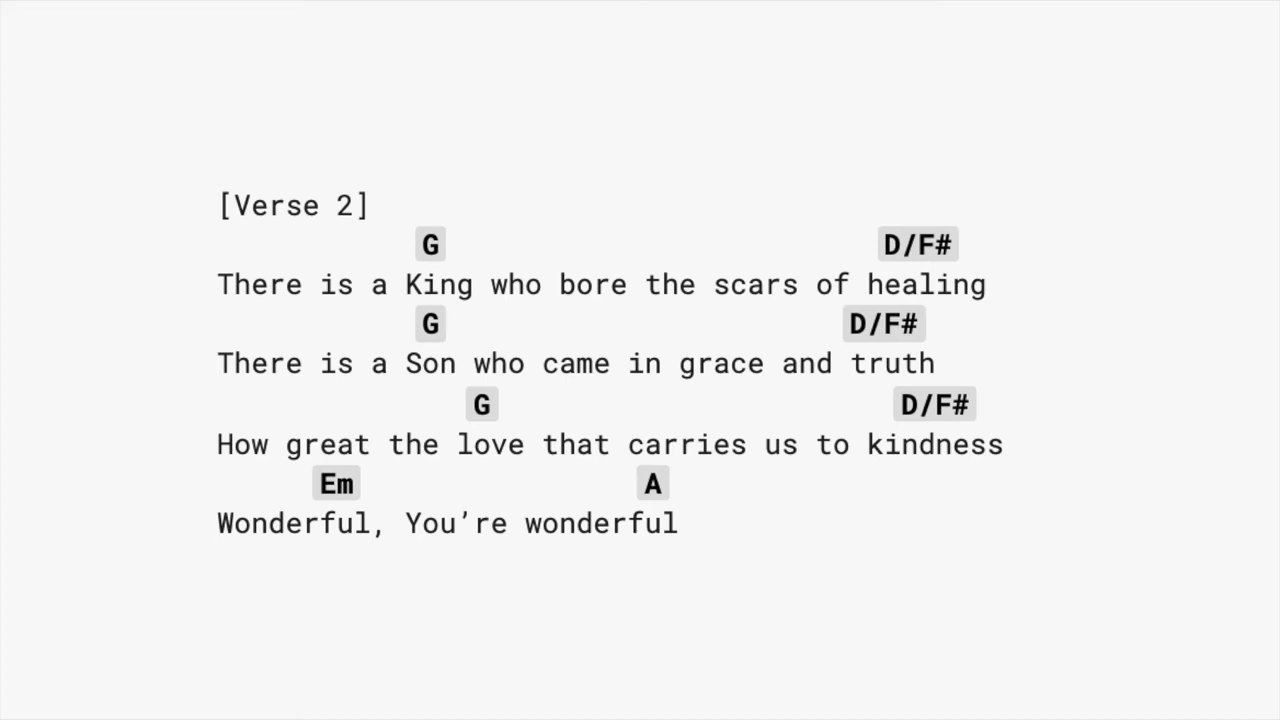 [Verse 2]
G D/F#
There is a King who bore the scars of healing
G D/F#
There is a Son who came in grace and truth
G D/F#
How great the love that carries us to kindness
Em A
Wonderful, You’re wonderful